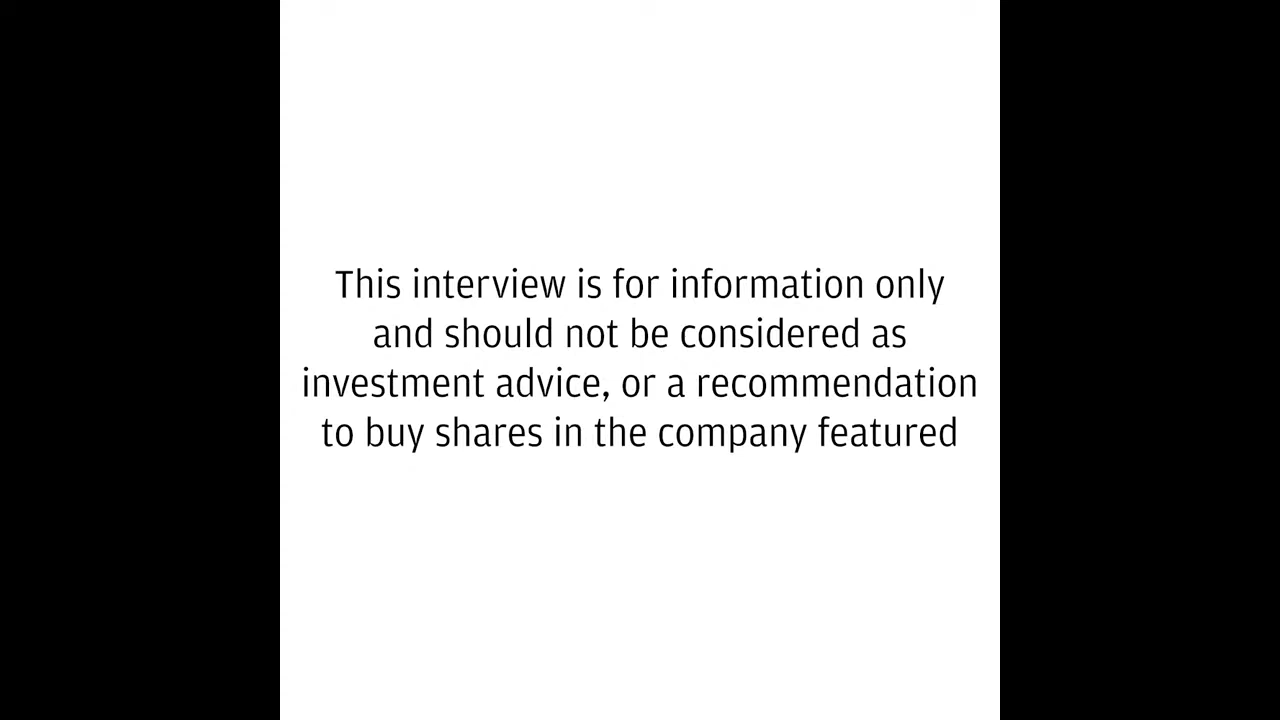 This interview is for information only
and should not be considered as
investment advice, or a recommendation
to buy shares in the company featured